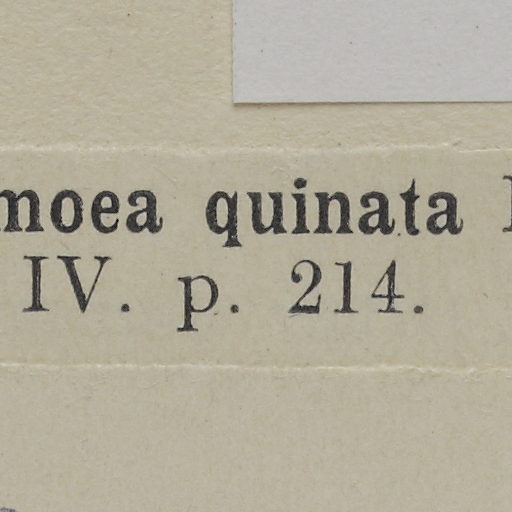 moea quinata
IV. p. 214.